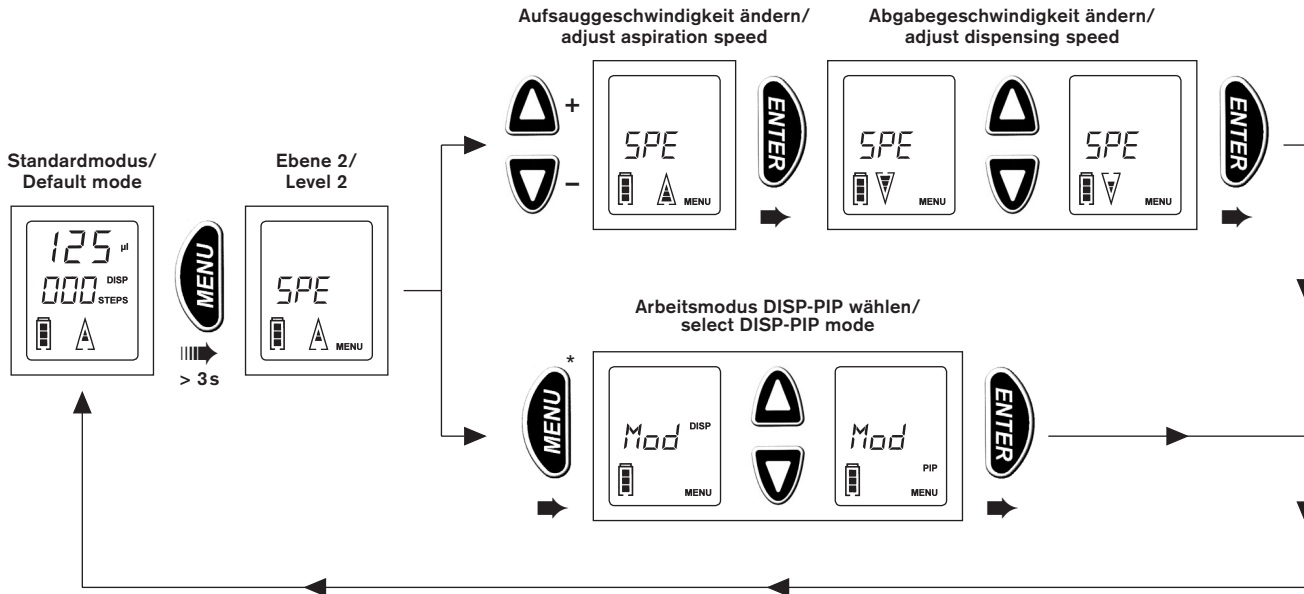 Aufsauggeschwindigkeit ändern/
adjust aspiration speed
Abgabegeschwindigkeit ändern/
adjust dispensing speed
+
–
SPE
MENU
ENTER
SPE
MENU
SPE
MENU
ENTER
Standardmodus/
Default mode
125 µl
000 DISP
STEPS
MENU
> 3s
Ebene 2/
Level 2
SPE
MENU
Arbeitsmodus DISP-PIP wählen/
select DISP-PIP mode
MENU
*
Mod DISP
MENU
Mod
PIP
MENU
ENTER